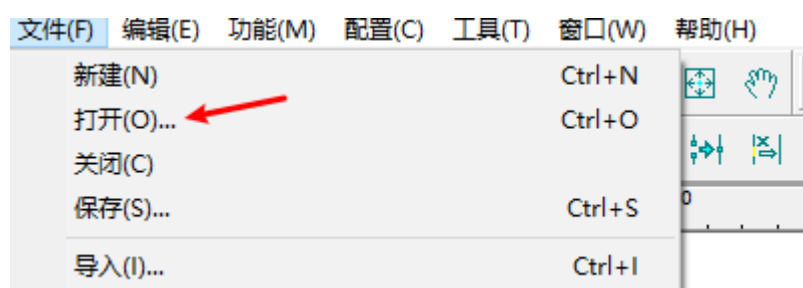 文件(F) 编辑(E) 功能(M) 配置(C) 工具(T) 窗口(W) 帮助(H)
新建(N) Ctrl+N
打开(O)... Ctrl+O
关闭(C)
保存(S)... Ctrl+S
0
导入(I)... Ctrl+I